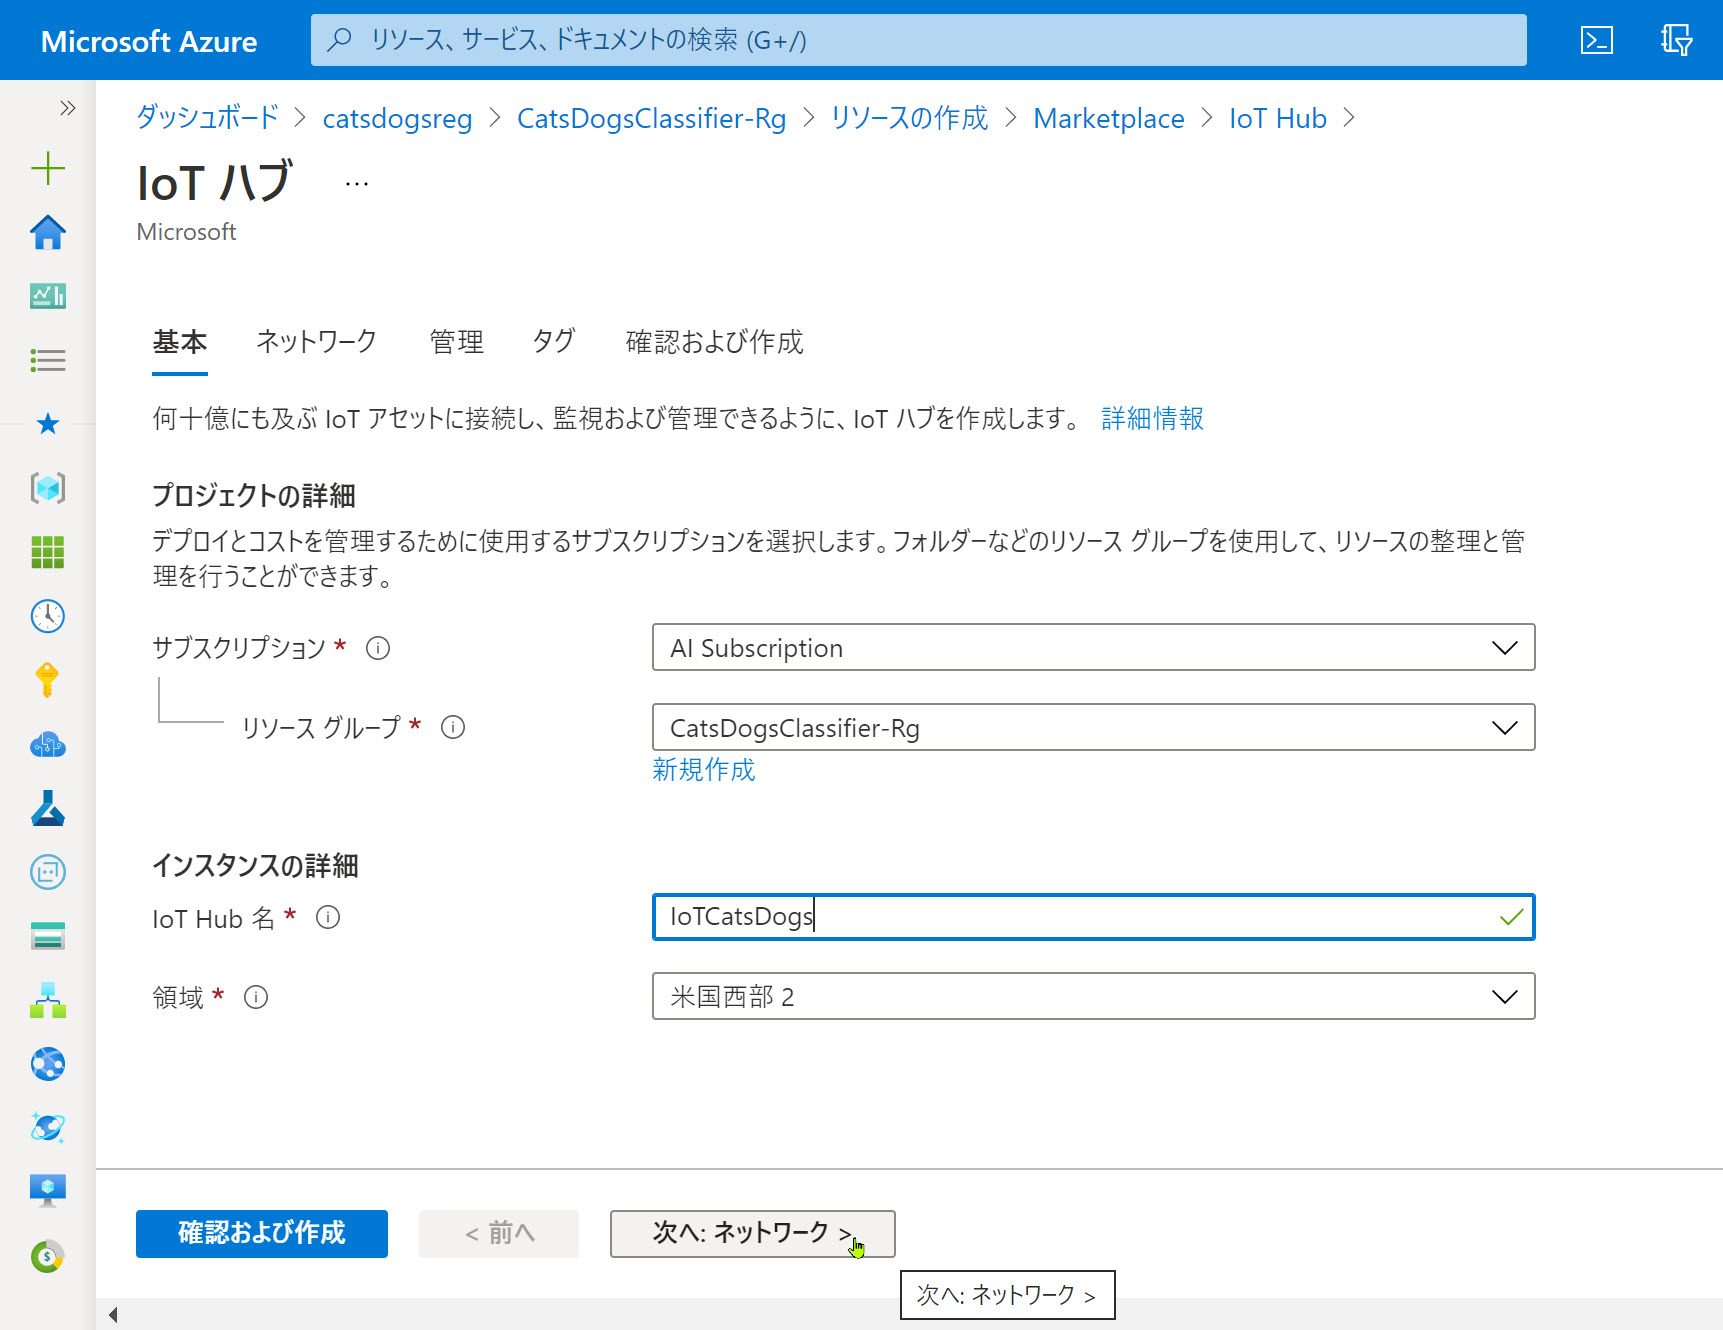 Microsoft Azure
リソース、サービス、ドキュメントの検索 (G+/)
ダッシュボード > catsdogsreg > CatsDogsClassifier-Rg > リソースの作成 > Marketplace > IoT Hub >
IoT ハブ ...
Microsoft
基本 ネットワーク 管理 タグ 確認および作成
何十億にも及ぶ IoT アセットに接続し、監視および管理できるように、IoT ハブを作成します。 詳細情報
プロジェクトの詳細
デプロイとコストを管理するために使用するサブスクリプションを選択します。フォルダーなどのリソース グループを使用して、リソースの整理と管
理を行うことができます。
サブスクリプション * AI Subscription
リソース グループ * CatsDogsClassifier-Rg
新規作成
インスタンスの詳細
IoT Hub 名 * IoTCatsDogs
領域 * 米国西部 2
確認および作成 < 前へ 次へ: ネットワーク >
次へ: ネットワーク >